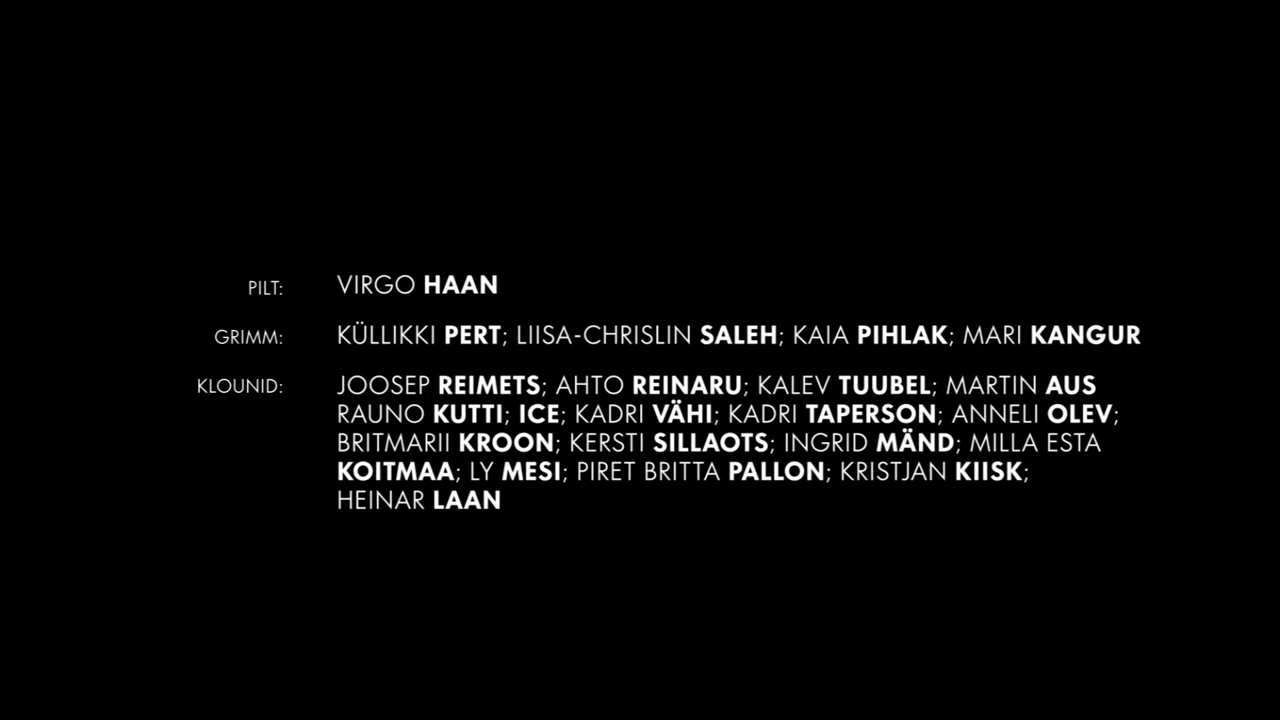 PILT: VIRGO HAAN
GRIMM: KÜLLIKKI PERT; LIISA-CHRISLIN SALEH; KAIA PIHLAK; MARI KANGUR
KLOUNID: JOOSEP REIMETS; AHTO REINARU; KALEV TUUBEL; MARTIN AUS
RAUNO KUTTI; ICE; KADRI VÄHI; KADRI TAPERSON; ANNELI OLEV;
BRITMARII KROON; KERSTI SILLAOTS; INGRID MÄND; MILLA ESTA
KOITMAA; LY MESI; PIRET BRITTA PALLON; KRISTJAN KIISK;
HEINAR LAAN